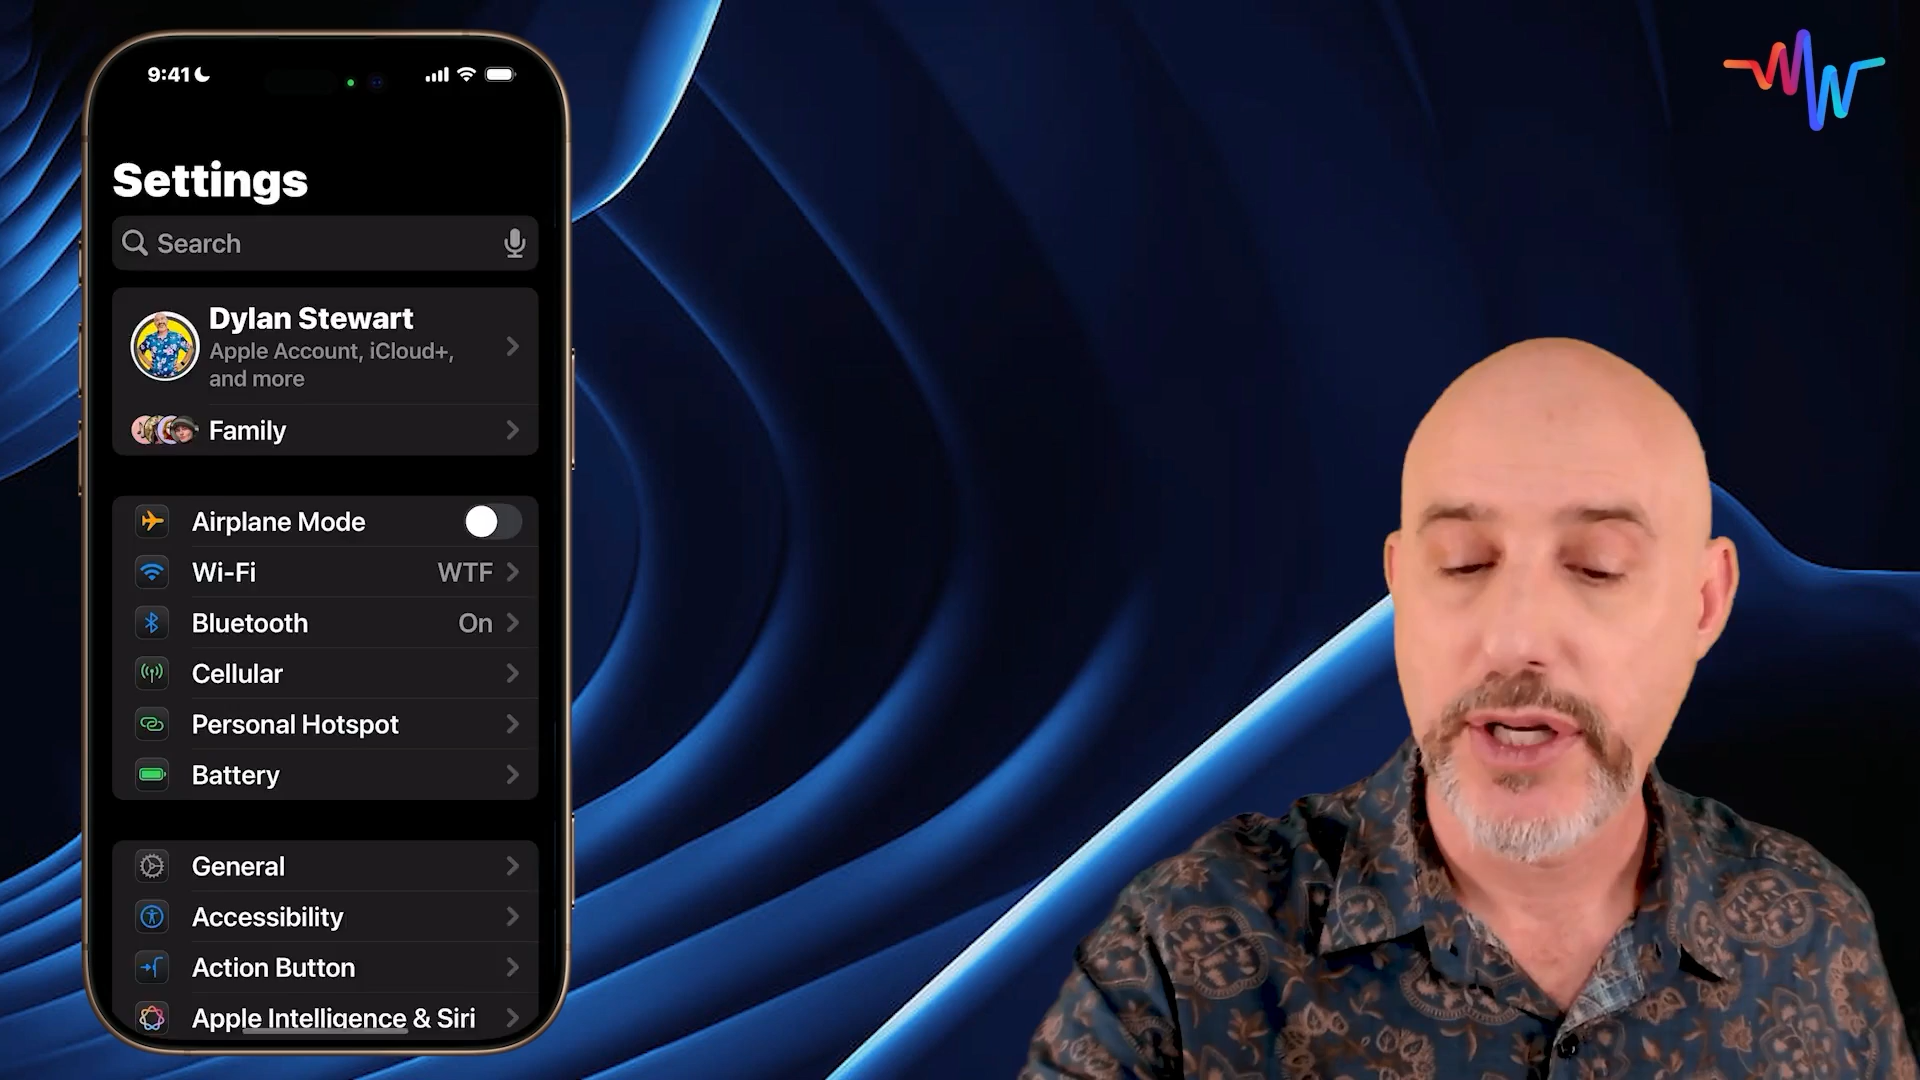 9:41
Settings
Search
Dylan Stewart
Apple Account, iCloud+,
and more
Family
Airplane Mode
Wi-Fi WTF
Bluetooth On
Cellular
Personal Hotspot
Battery
General
Accessibility
Action Button
Apple Intelligence & Siri